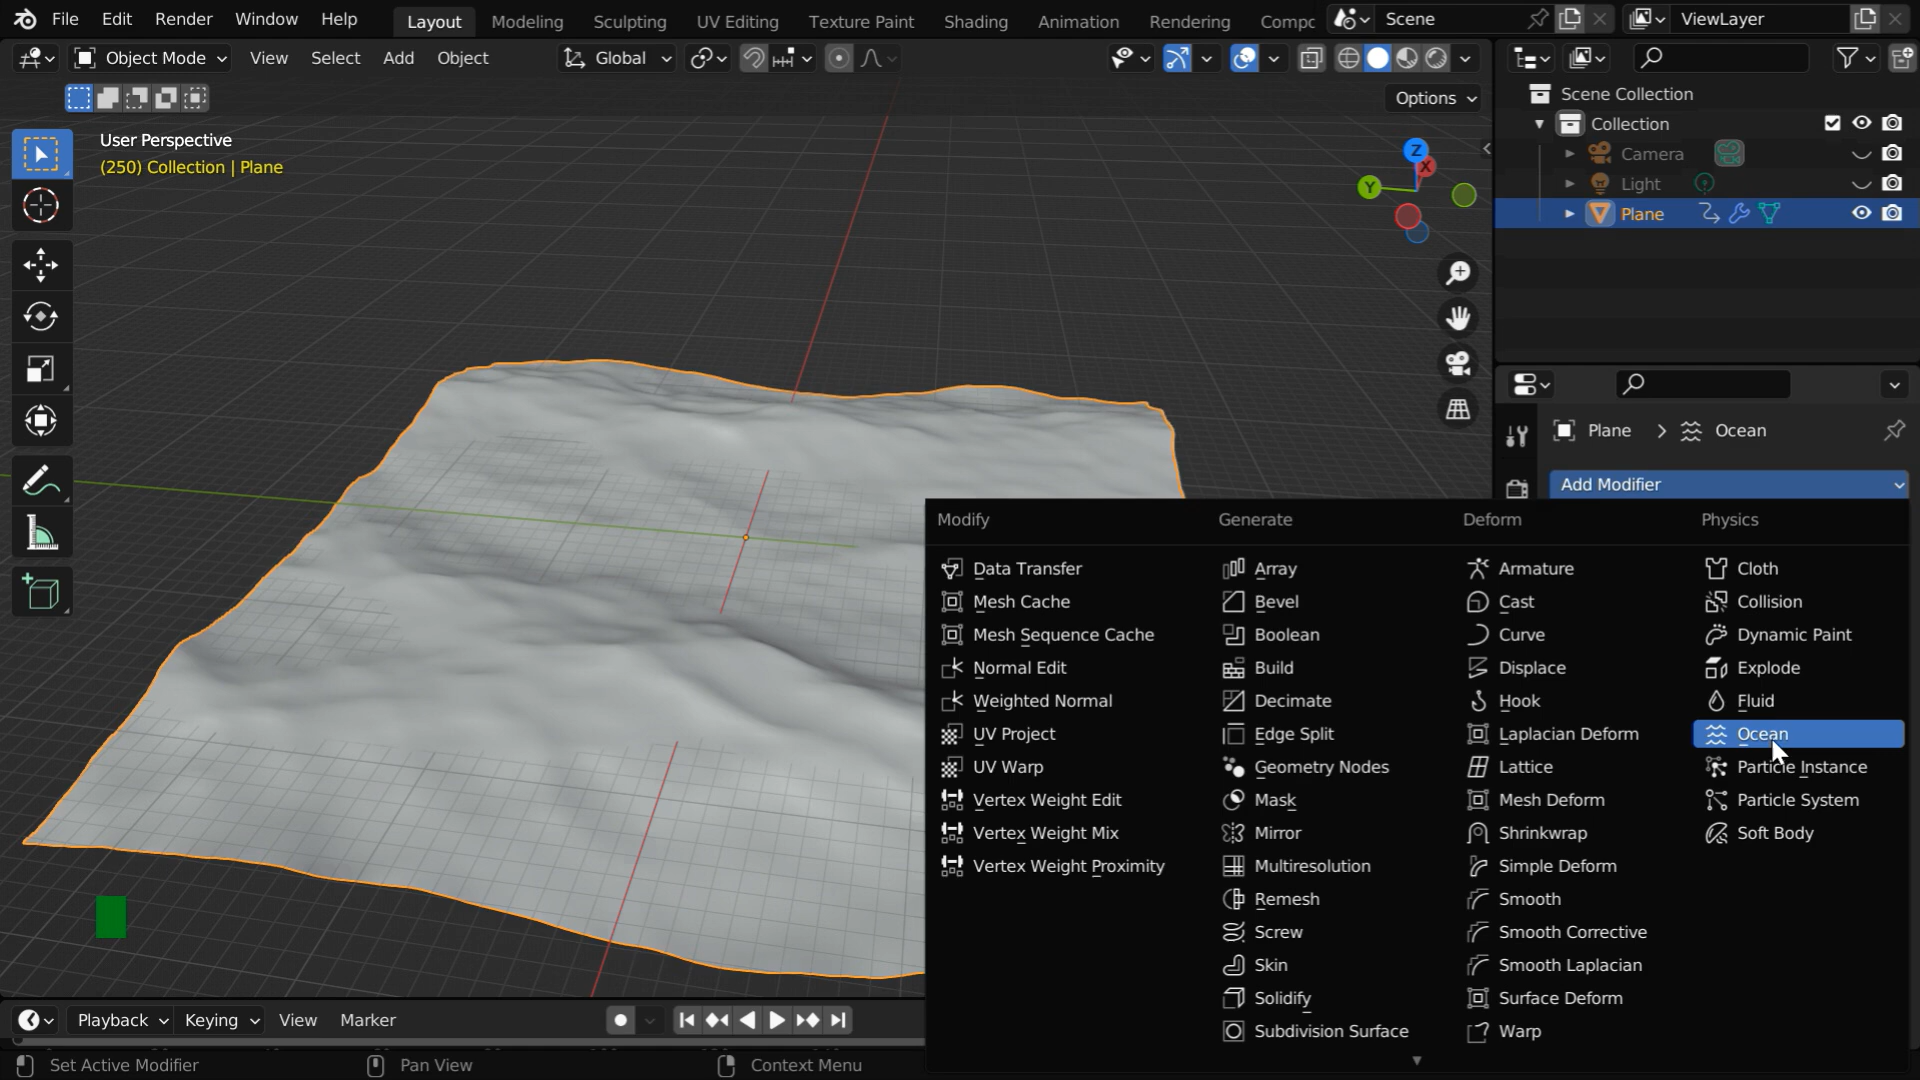 File Edit Render Window Help Layout Modeling Sculpting UV Editing Texture Paint Shading Animation Rendering Compc Scene ViewLayer
Object Mode View Select Add Object Global
Options
User Perspective
(250) Collection | Plane
Z
X
Y
Scene Collection
Collection
Camera
Light
Plane
Plane > Ocean
Add Modifier
Modify Generate Deform Physics
Data Transfer Array Armature Cloth
Mesh Cache Bevel Cast Collision
Mesh Sequence Cache Boolean Curve Dynamic Paint
Normal Edit Build Displace Explode
Weighted Normal Decimate Hook Fluid
UV Project Edge Split Laplacian Deform Ocean
UV Warp Geometry Nodes Lattice Particle Instance
Vertex Weight Edit Mask Mesh Deform Particle System
Vertex Weight Mix Mirror Shrinkwrap Soft Body
Vertex Weight Proximity Multiresolution Simple Deform
Remesh Smooth
Screw Smooth Corrective
Skin Smooth Laplacian
Solidify Surface Deform
Subdivision Surface Warp
Playback Keying View Marker
Set Active Modifier Pan View Context Menu